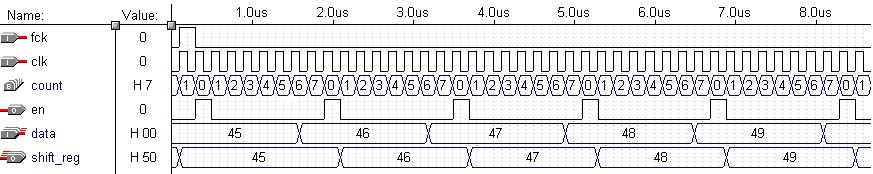 Name: Value: 1.0us 2.0us 3.0us 4.0us 5.0us 6.0us 7.0us 8.0us
fck 0
clk 0
count H 7 1 0 1 2 3 4 5 6 7 0 1 2 3 4 5 6 7 0 1 2 3 4 5 6 7 0 1 2 3 4 5 6 7 0 1 2 3 4 5 6 7 0 1
en 0
data H 00 45 46 47 48 49
shift_reg H 50 45 46 47 48 49